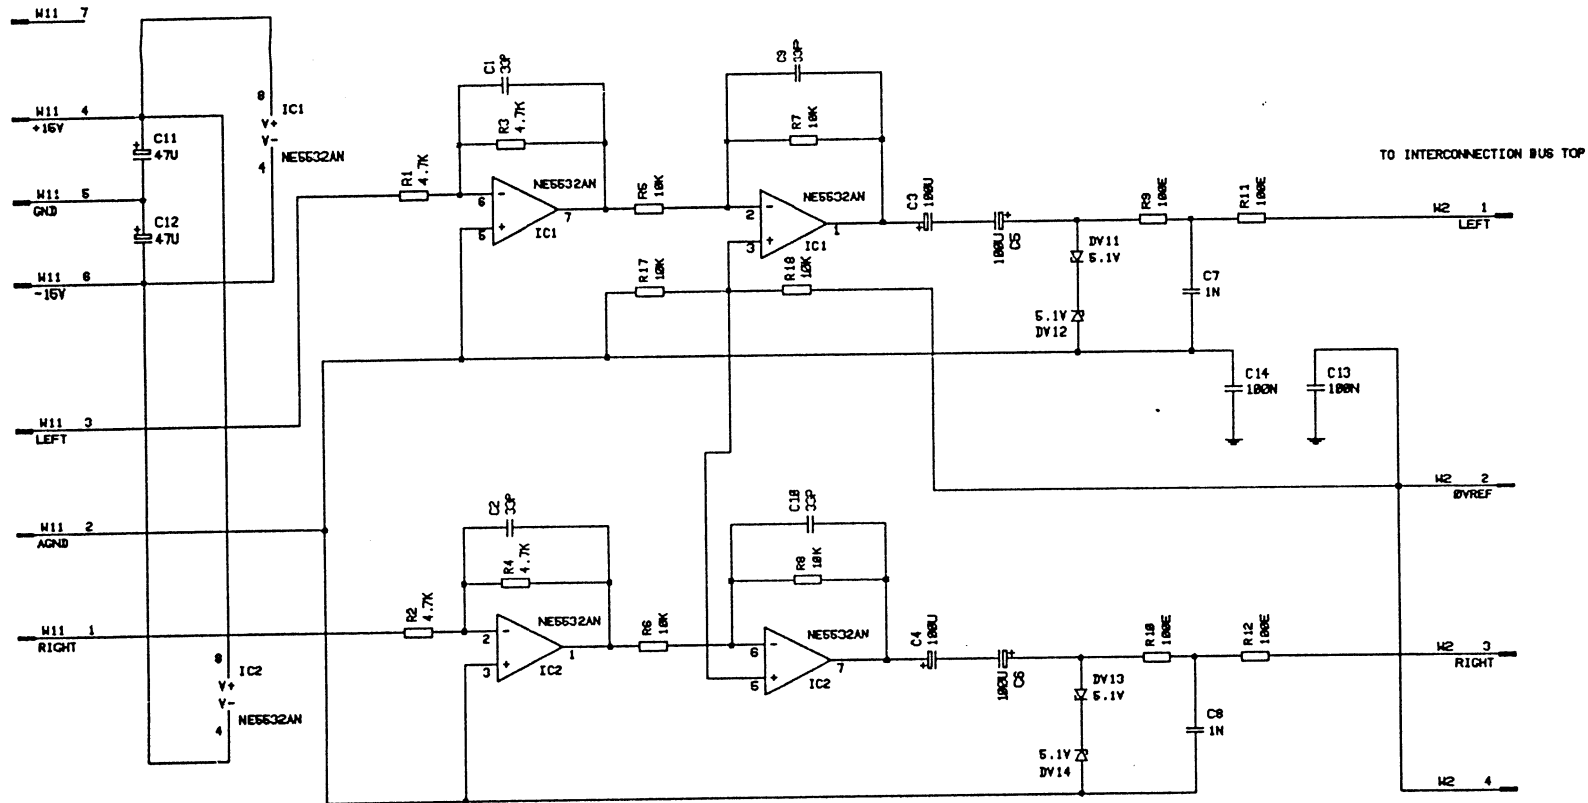 W11 7
W11 4
+15V
C11
47U
W11 5
GND
C12
47U
W11 6
-15V
8
IC1
V+
V-
4
NE5532AN
C1
33P
R3
4.7K
R1
4.7K
6
-
5
+
7
NE5532AN
IC1
R5
10K
C9
33P
R7
10K
2
-
3
+
1
NE5532AN
IC1
R17
10K
R18
10K
C3
100U
+
100U
C5
+
DV11
5.1V
5.1V
DV12
R9
100E
R11
100E
C7
1N
TO INTERCONNECTION BUS TOP
W2 1
LEFT
C14
100N
C13
100N
W11 3
LEFT
W2 2
0VREF
W11 2
AGND
C2
33P
R4
4.7K
R2
4.7K
W11 1
RIGHT
2
-
3
+
1
NE5532AN
IC2
R6
10K
C10
33P
R8
10K
6
-
5
+
7
NE5532AN
IC2
C4
100U
+
100U
C6
+
DV13
5.1V
5.1V
DV14
R10
100E
R12
100E
C8
1N
W2 3
RIGHT
8
IC2
V+
V-
4
NE5532AN
W2 4